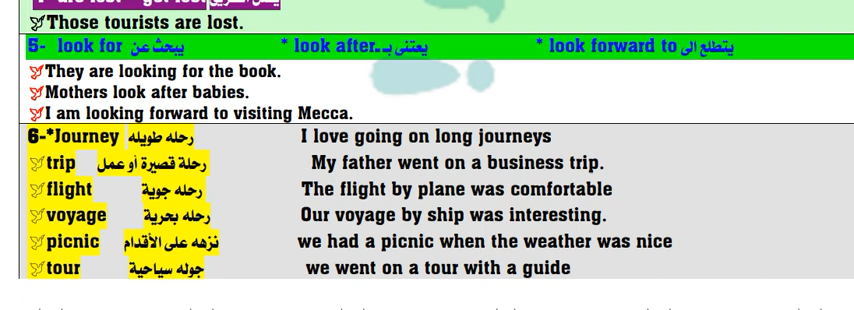 Those tourists are lost.
5- look for يبحث عن * look after يعتنى بـ * look forward to يتطلع الى
They are looking for the book.
Mothers look after babies.
I am looking forward to visiting Mecca.
6-*Journey رحله طويله I love going on long journeys
trip رحلة قصيرة أو عمل My father went on a business trip.
flight رحله جوية The flight by plane was comfortable
voyage رحله بحرية Our voyage by ship was interesting.
picnic نزهه على الأقدام we had a picnic when the weather was nice
tour جوله سياحية we went on a tour with a guide